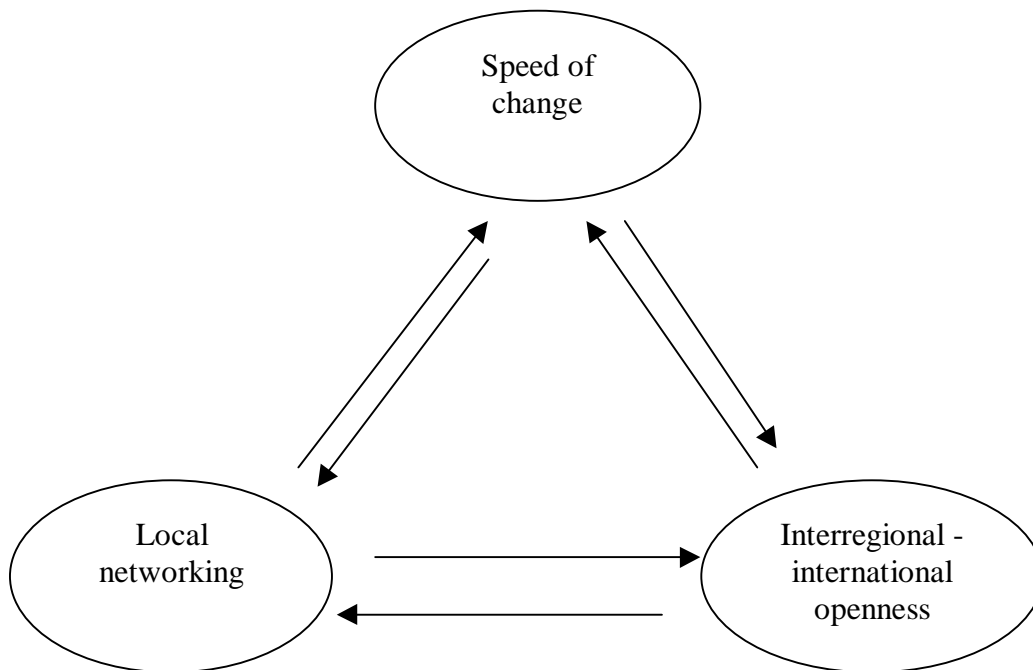 Speed of
change
Local
networking
Interregional -
international
openness